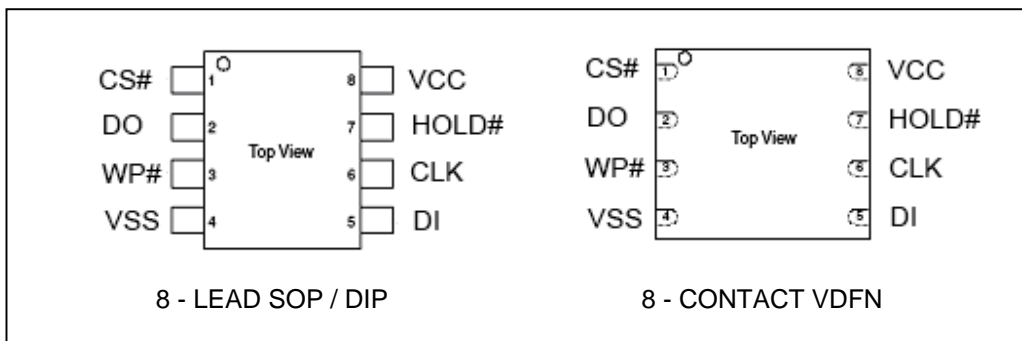 CS# 1 8 VCC
DO 2 7 HOLD#
Top View
WP# 3 6 CLK
VSS 4 5 DI
8 - LEAD SOP / DIP
CS# 1 8 VCC
DO 2 7 HOLD#
Top View
WP# 3 6 CLK
VSS 4 5 DI
8 - CONTACT VDFN